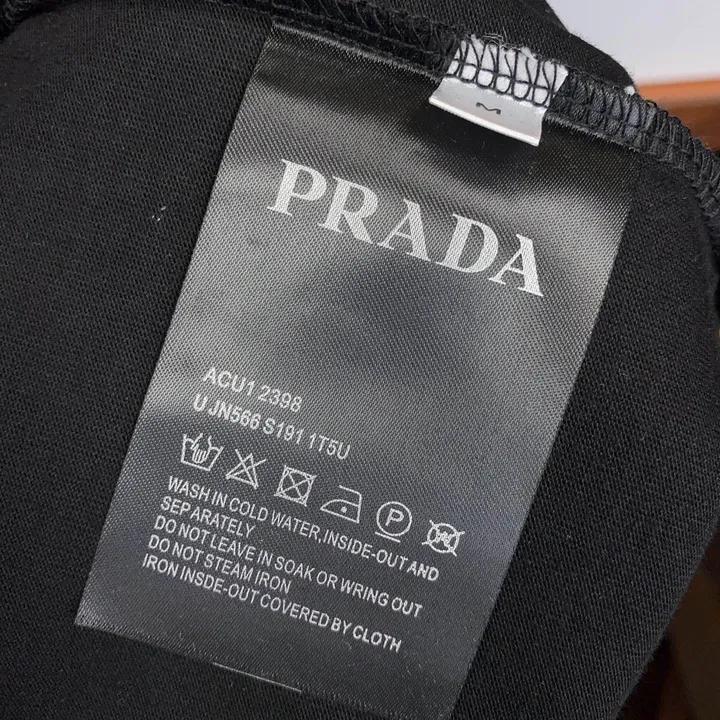 M
PRADA
ACU1 2398
UJN566 S191 1T5U
P
WASH IN COLD WATER,INSIDE-OUT AND
SEP ARATELY
DO NOT LEAVE IN SOAK OR WRING OUT
DO NOT STEAM IRON
IRON INSDE-OUT COVERED BY CLOTH